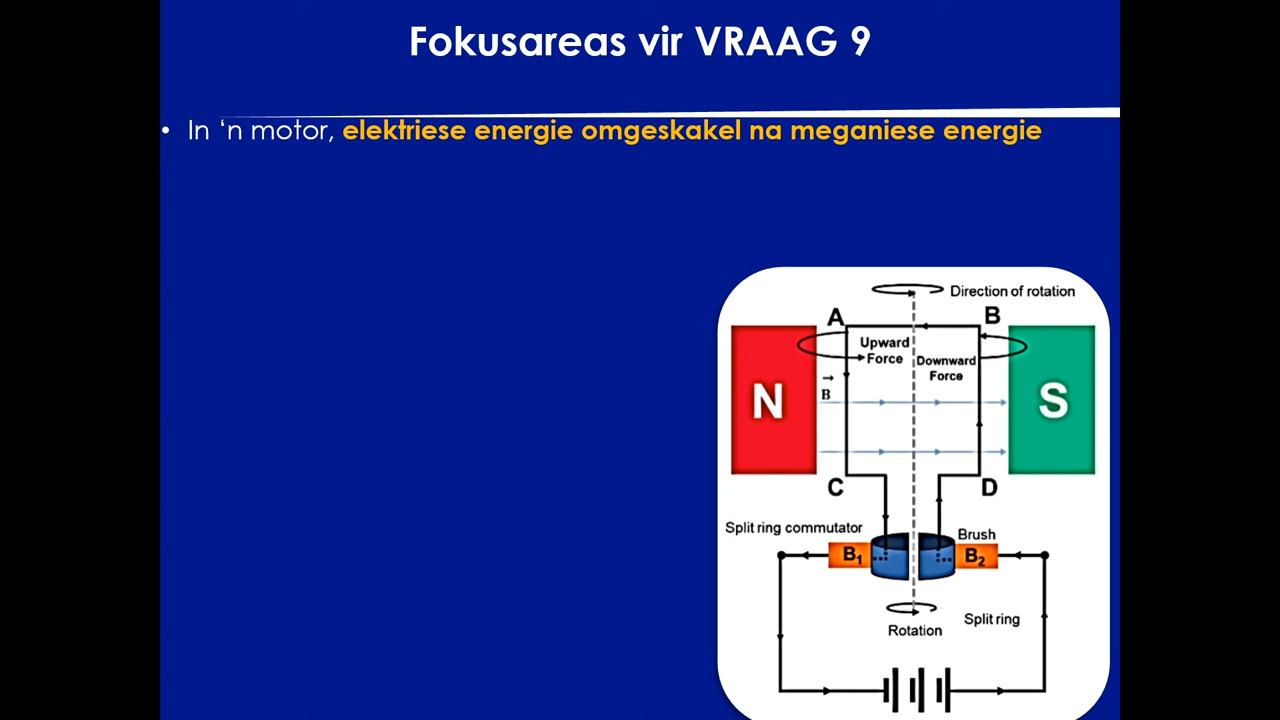 Fokusareas vir VRAAG 9
• In ‘n motor, elektriese energie omgeskakel na meganiese energie
Direction of rotation
A
B
Upward
Force
Downward
Force
B
N
S
C
D
Split ring commutator
Brush
B₁
B₂
Split ring
Rotation